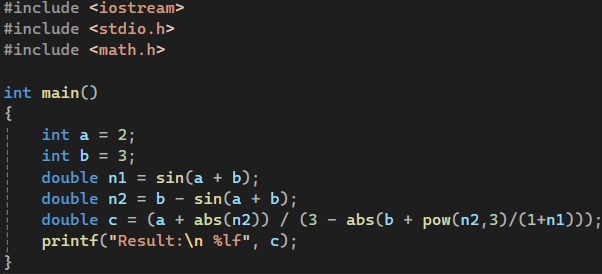 #include <iostream>
#include <stdio.h>
#include <math.h>

int main()
{
    int a = 2;
    int b = 3;
    double n1 = sin(a + b);
    double n2 = b - sin(a + b);
    double c = (a + abs(n2)) / (3 - abs(b + pow(n2,3)/(1+n1)));
    printf("Result:\n %lf", c);
}